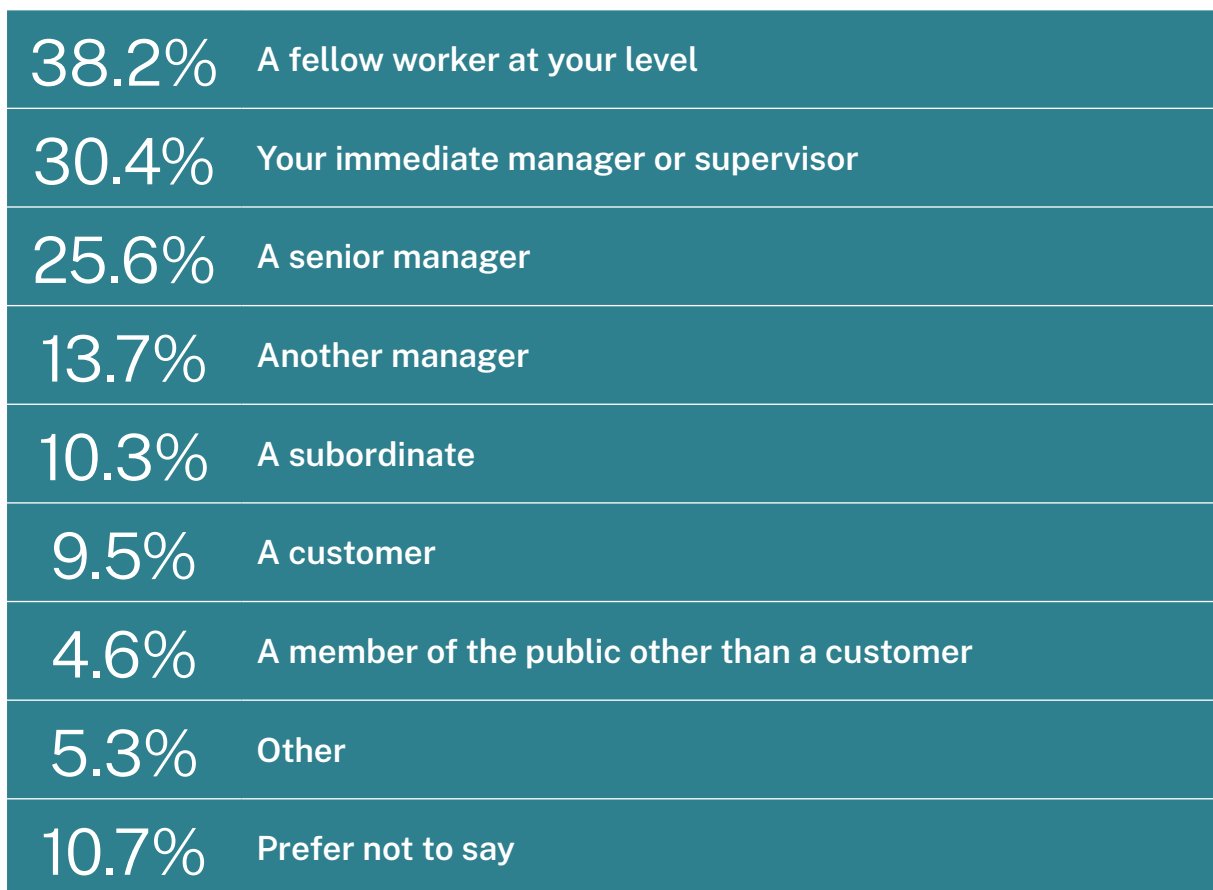 38.2% A fellow worker at your level
30.4% Your immediate manager or supervisor
25.6% A senior manager
13.7% Another manager
10.3% A subordinate
9.5% A customer
4.6% A member of the public other than a customer
5.3% Other
10.7% Prefer not to say